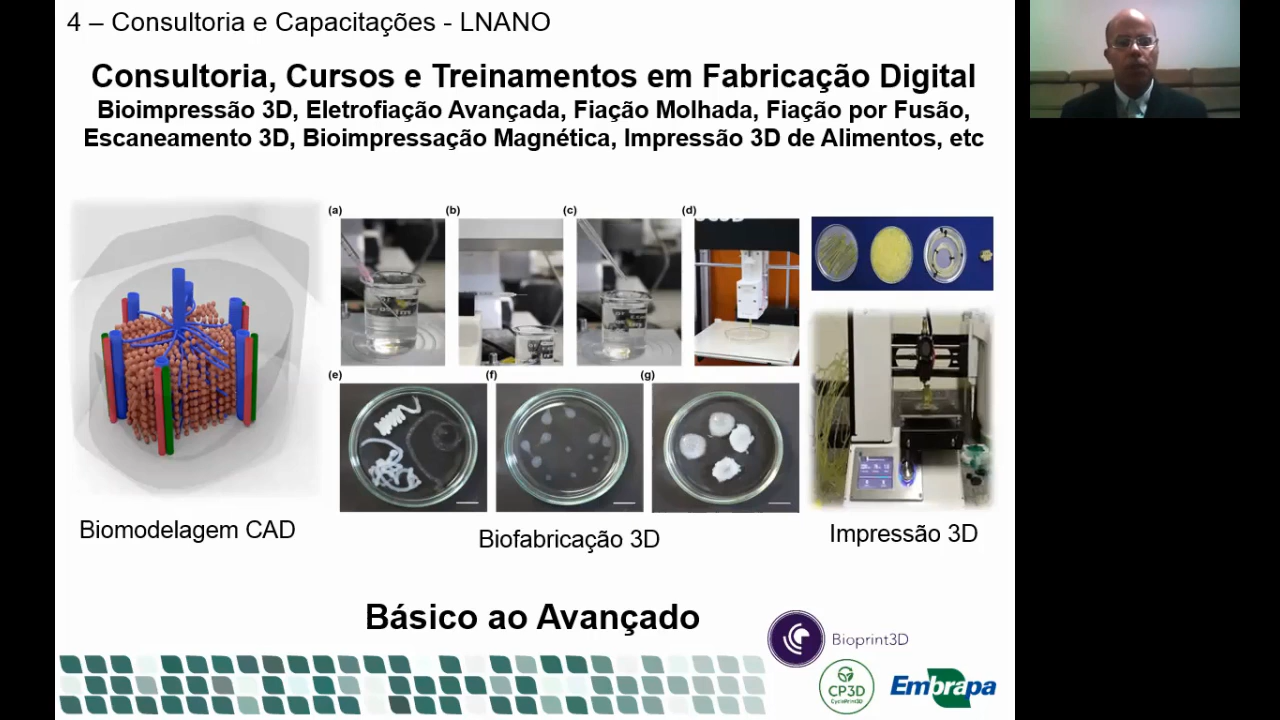 4 – Consultoria e Capacitações - LNANO
Consultoria, Cursos e Treinamentos em Fabricação Digital
Bioimpressão 3D, Eletrofiação Avançada, Fiação Molhada, Fiação por Fusão,
Escaneamento 3D, Bioimpressação Magnética, Impressão 3D de Alimentos, etc
(a)
(b)
(c)
(d)
(e)
(f)
(g)
Biomodelagem CAD
Biofabricação 3D
Impressão 3D
Básico ao Avançado
Bioprint3D
CP3D
CycloPrint3D
Embrapa